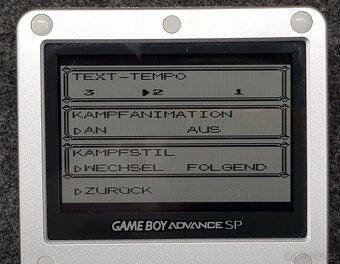 TEXT-TEMPO
3 ▶2 1
KAMPFANIMATION
▷AN AUS
KAMPFSTIL
▷WECHSEL FOLGEND
▷ZURÜCK
GAME BOY ADVANCE SP